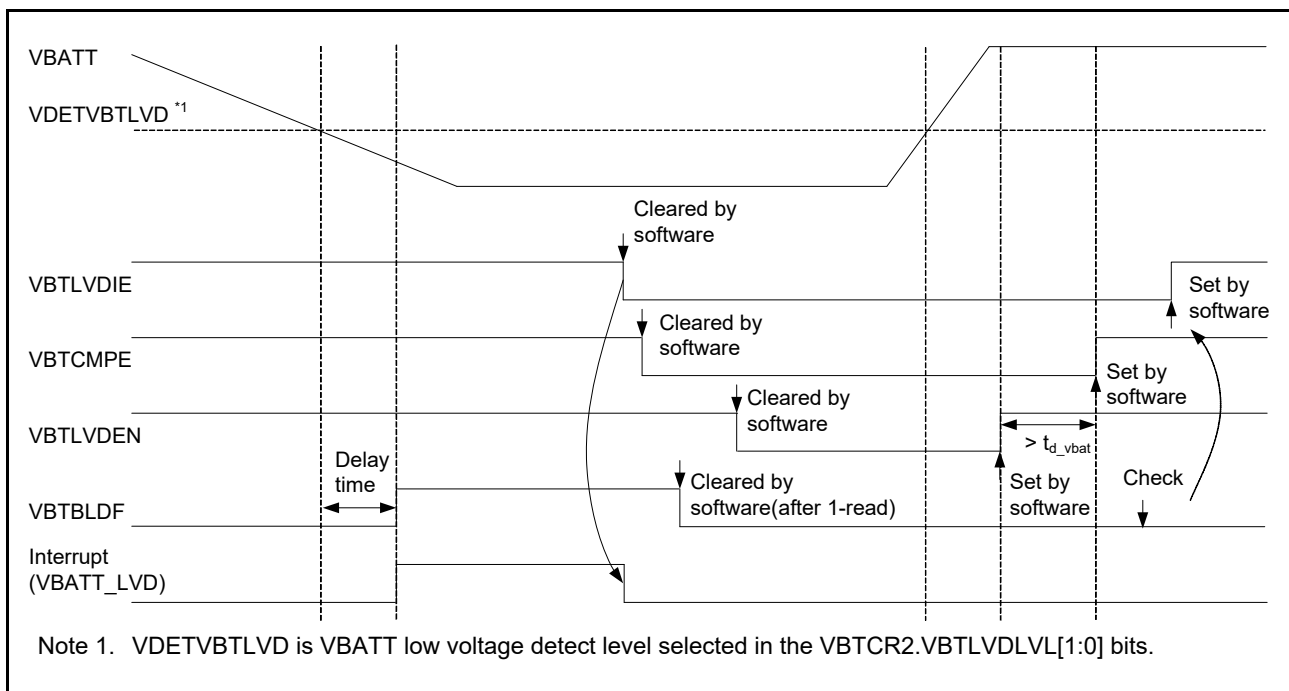 VBATT
VDETVBTLVD *1
Cleared by
software
VBTLVDIE
Set by
software
Cleared by
software
VBTCMPE
Set by
software
Cleared by
software
VBTLVDEN
> td_vbat
Delay
time
Cleared by
software(after 1-read)
Set by
software
Check
VBTBLDF
Interrupt
(VBATT_LVD)
Note 1. VDETVBTLVD is VBATT low voltage detect level selected in the VBTCR2.VBTLVDLVL[1:0] bits.